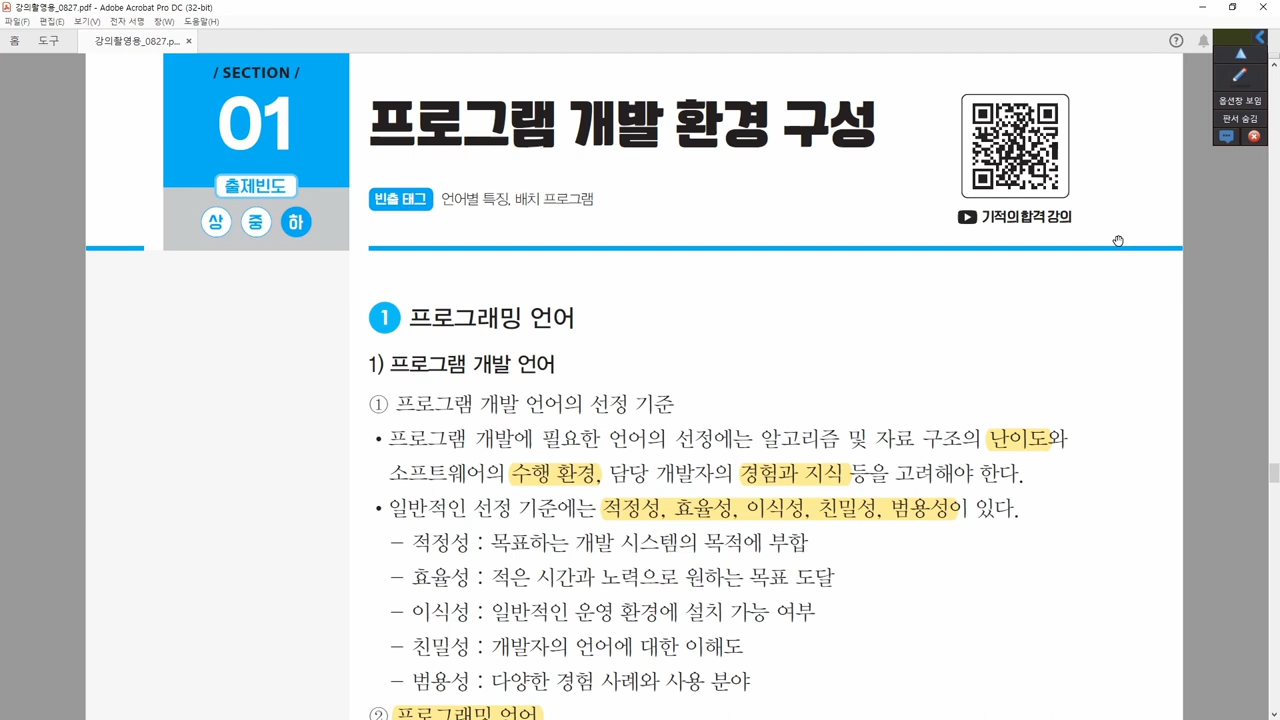 강의촬영용_0827.pdf - Adobe Acrobat Pro DC (32-bit)
파일(F) 편집(E) 보기(V) 전자 서명 창(W) 도움말(H)
홈 도구 강의촬영용_0827.p... ×
옵션창 보임
판서 숨김
/ SECTION /
01
출제빈도
상 중 하
프로그램 개발 환경 구성
빈출 태그 언어별 특징, 배치 프로그램
기적의 합격 강의
1 프로그래밍 언어
1) 프로그램 개발 언어
① 프로그램 개발 언어의 선정 기준
• 프로그램 개발에 필요한 언어의 선정에는 알고리즘 및 자료 구조의 난이도와
소프트웨어의 수행 환경, 담당 개발자의 경험과 지식 등을 고려해야 한다.
• 일반적인 선정 기준에는 적정성, 효율성, 이식성, 친밀성, 범용성이 있다.
– 적정성 : 목표하는 개발 시스템의 목적에 부합
– 효율성 : 적은 시간과 노력으로 원하는 목표 도달
– 이식성 : 일반적인 운영 환경에 설치 가능 여부
– 친밀성 : 개발자의 언어에 대한 이해도
– 범용성 : 다양한 경험 사례와 사용 분야
② 프로그래밍 언어